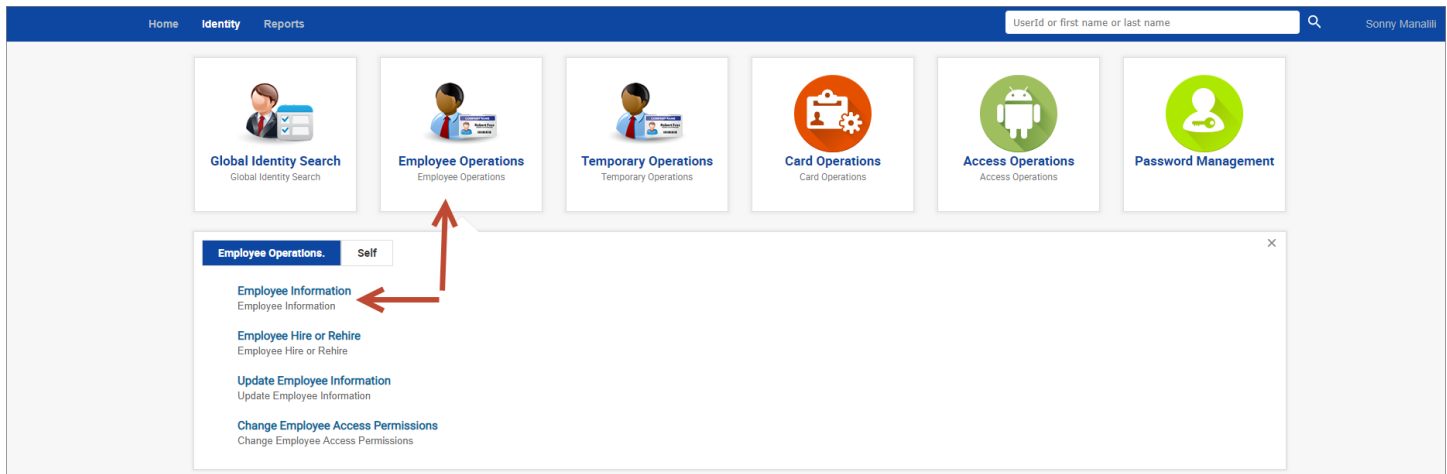 Home Identity Reports UserId or first name or last name Sonny Manalili
Global Identity Search
Global Identity Search
Employee Operations
Employee Operations
Temporary Operations
Temporary Operations
Card Operations
Card Operations
Access Operations
Access Operations
Password Management
Employee Operations. Self
Employee Information
Employee Information
Employee Hire or Rehire
Employee Hire or Rehire
Update Employee Information
Update Employee Information
Change Employee Access Permissions
Change Employee Access Permissions